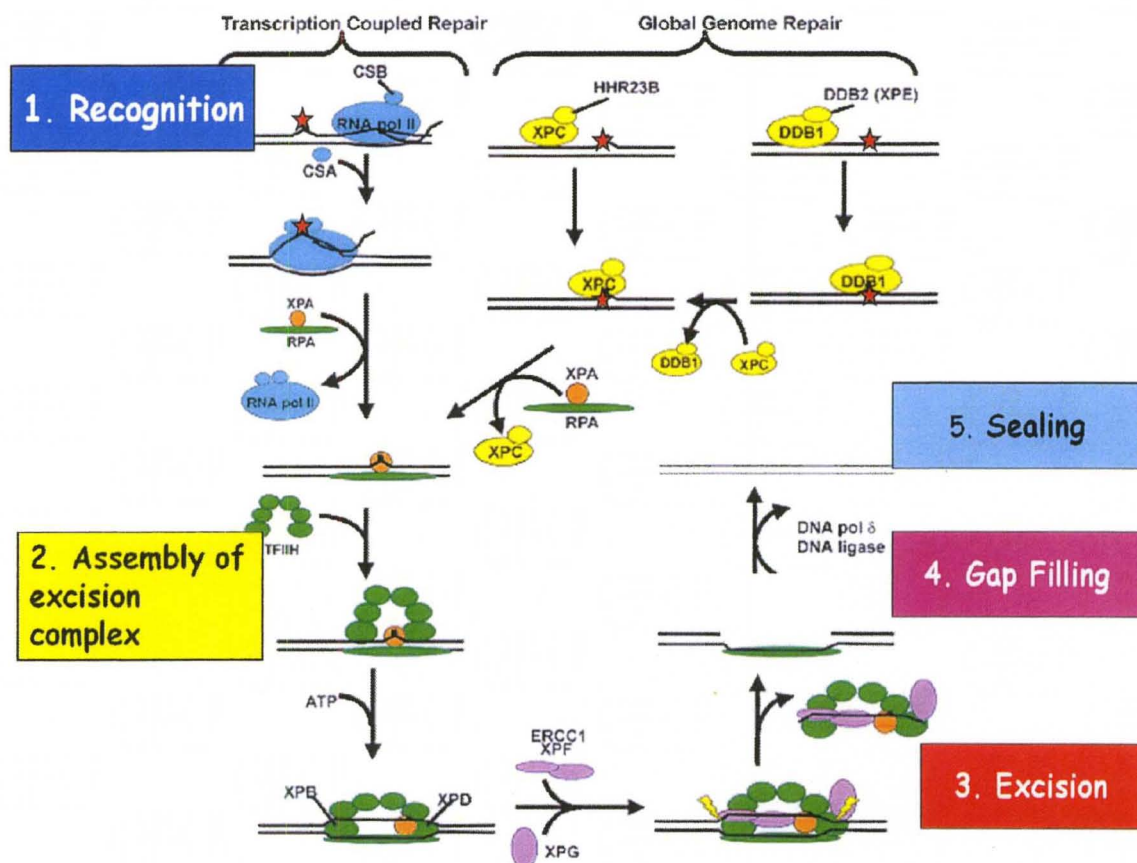 Transcription Coupled Repair
Global Genome Repair
1. Recognition
CSB
RNA pol II
CSA
HHR23B
XPC
DDB2 (XPE)
DDB1
XPC
DDB1
DDB1
XPC
XPA
RPA
RNA pol II
XPA
RPA
XPC
TFIIH
2. Assembly of
excision
complex
ATP
XPB
XPD
ERCC1
XPF
XPG
3. Excision
4. Gap Filling
DNA pol δ
DNA ligase
5. Sealing